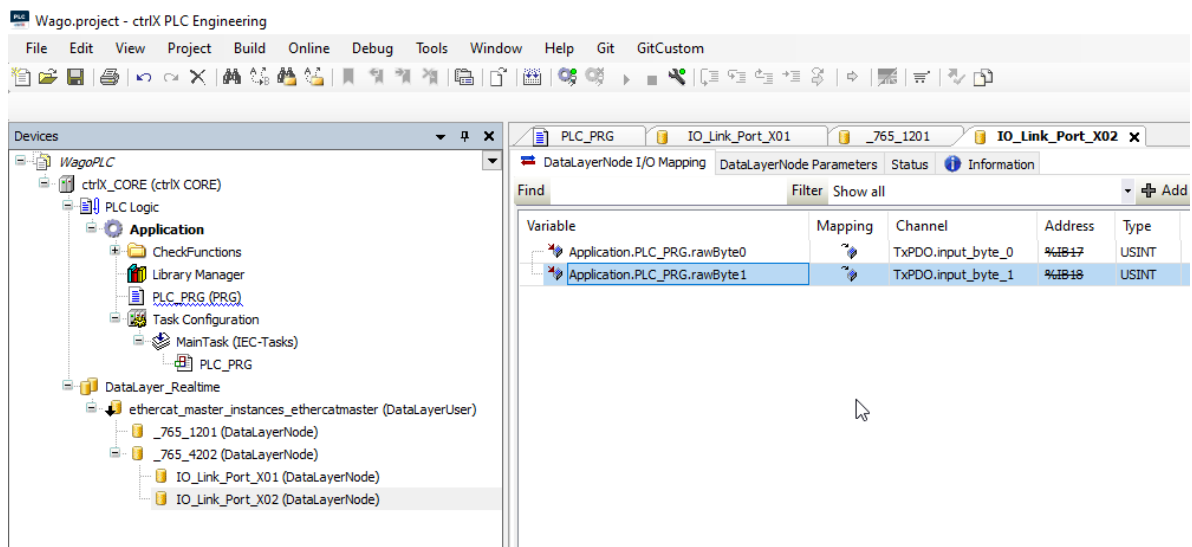 PLC
Wago.project - ctrlX PLC Engineering
File Edit View Project Build Online Debug Tools Window Help Git GitCustom
Devices
WagoPLC
ctrlX_CORE (ctrlX CORE)
PLC Logic
Application
CheckFunctions
Library Manager
PLC_PRG (PRG)
Task Configuration
MainTask (IEC-Tasks)
PLC_PRG
DataLayer_Realtime
ethercat_master_instances_ethercatmaster (DataLayerUser)
_765_1201 (DataLayerNode)
_765_4202 (DataLayerNode)
IO_Link_Port_X01 (DataLayerNode)
IO_Link_Port_X02 (DataLayerNode)
PLC_PRG IO_Link_Port_X01 _765_1201 IO_Link_Port_X02
DataLayerNode I/O Mapping DataLayerNode Parameters Status Information
Find Filter Show all Add
Variable Mapping Channel Address Type
Application.PLC_PRG.rawByte0 TxPDO.input_byte_0 %IB17 USINT
Application.PLC_PRG.rawByte1 TxPDO.input_byte_1 %IB18 USINT